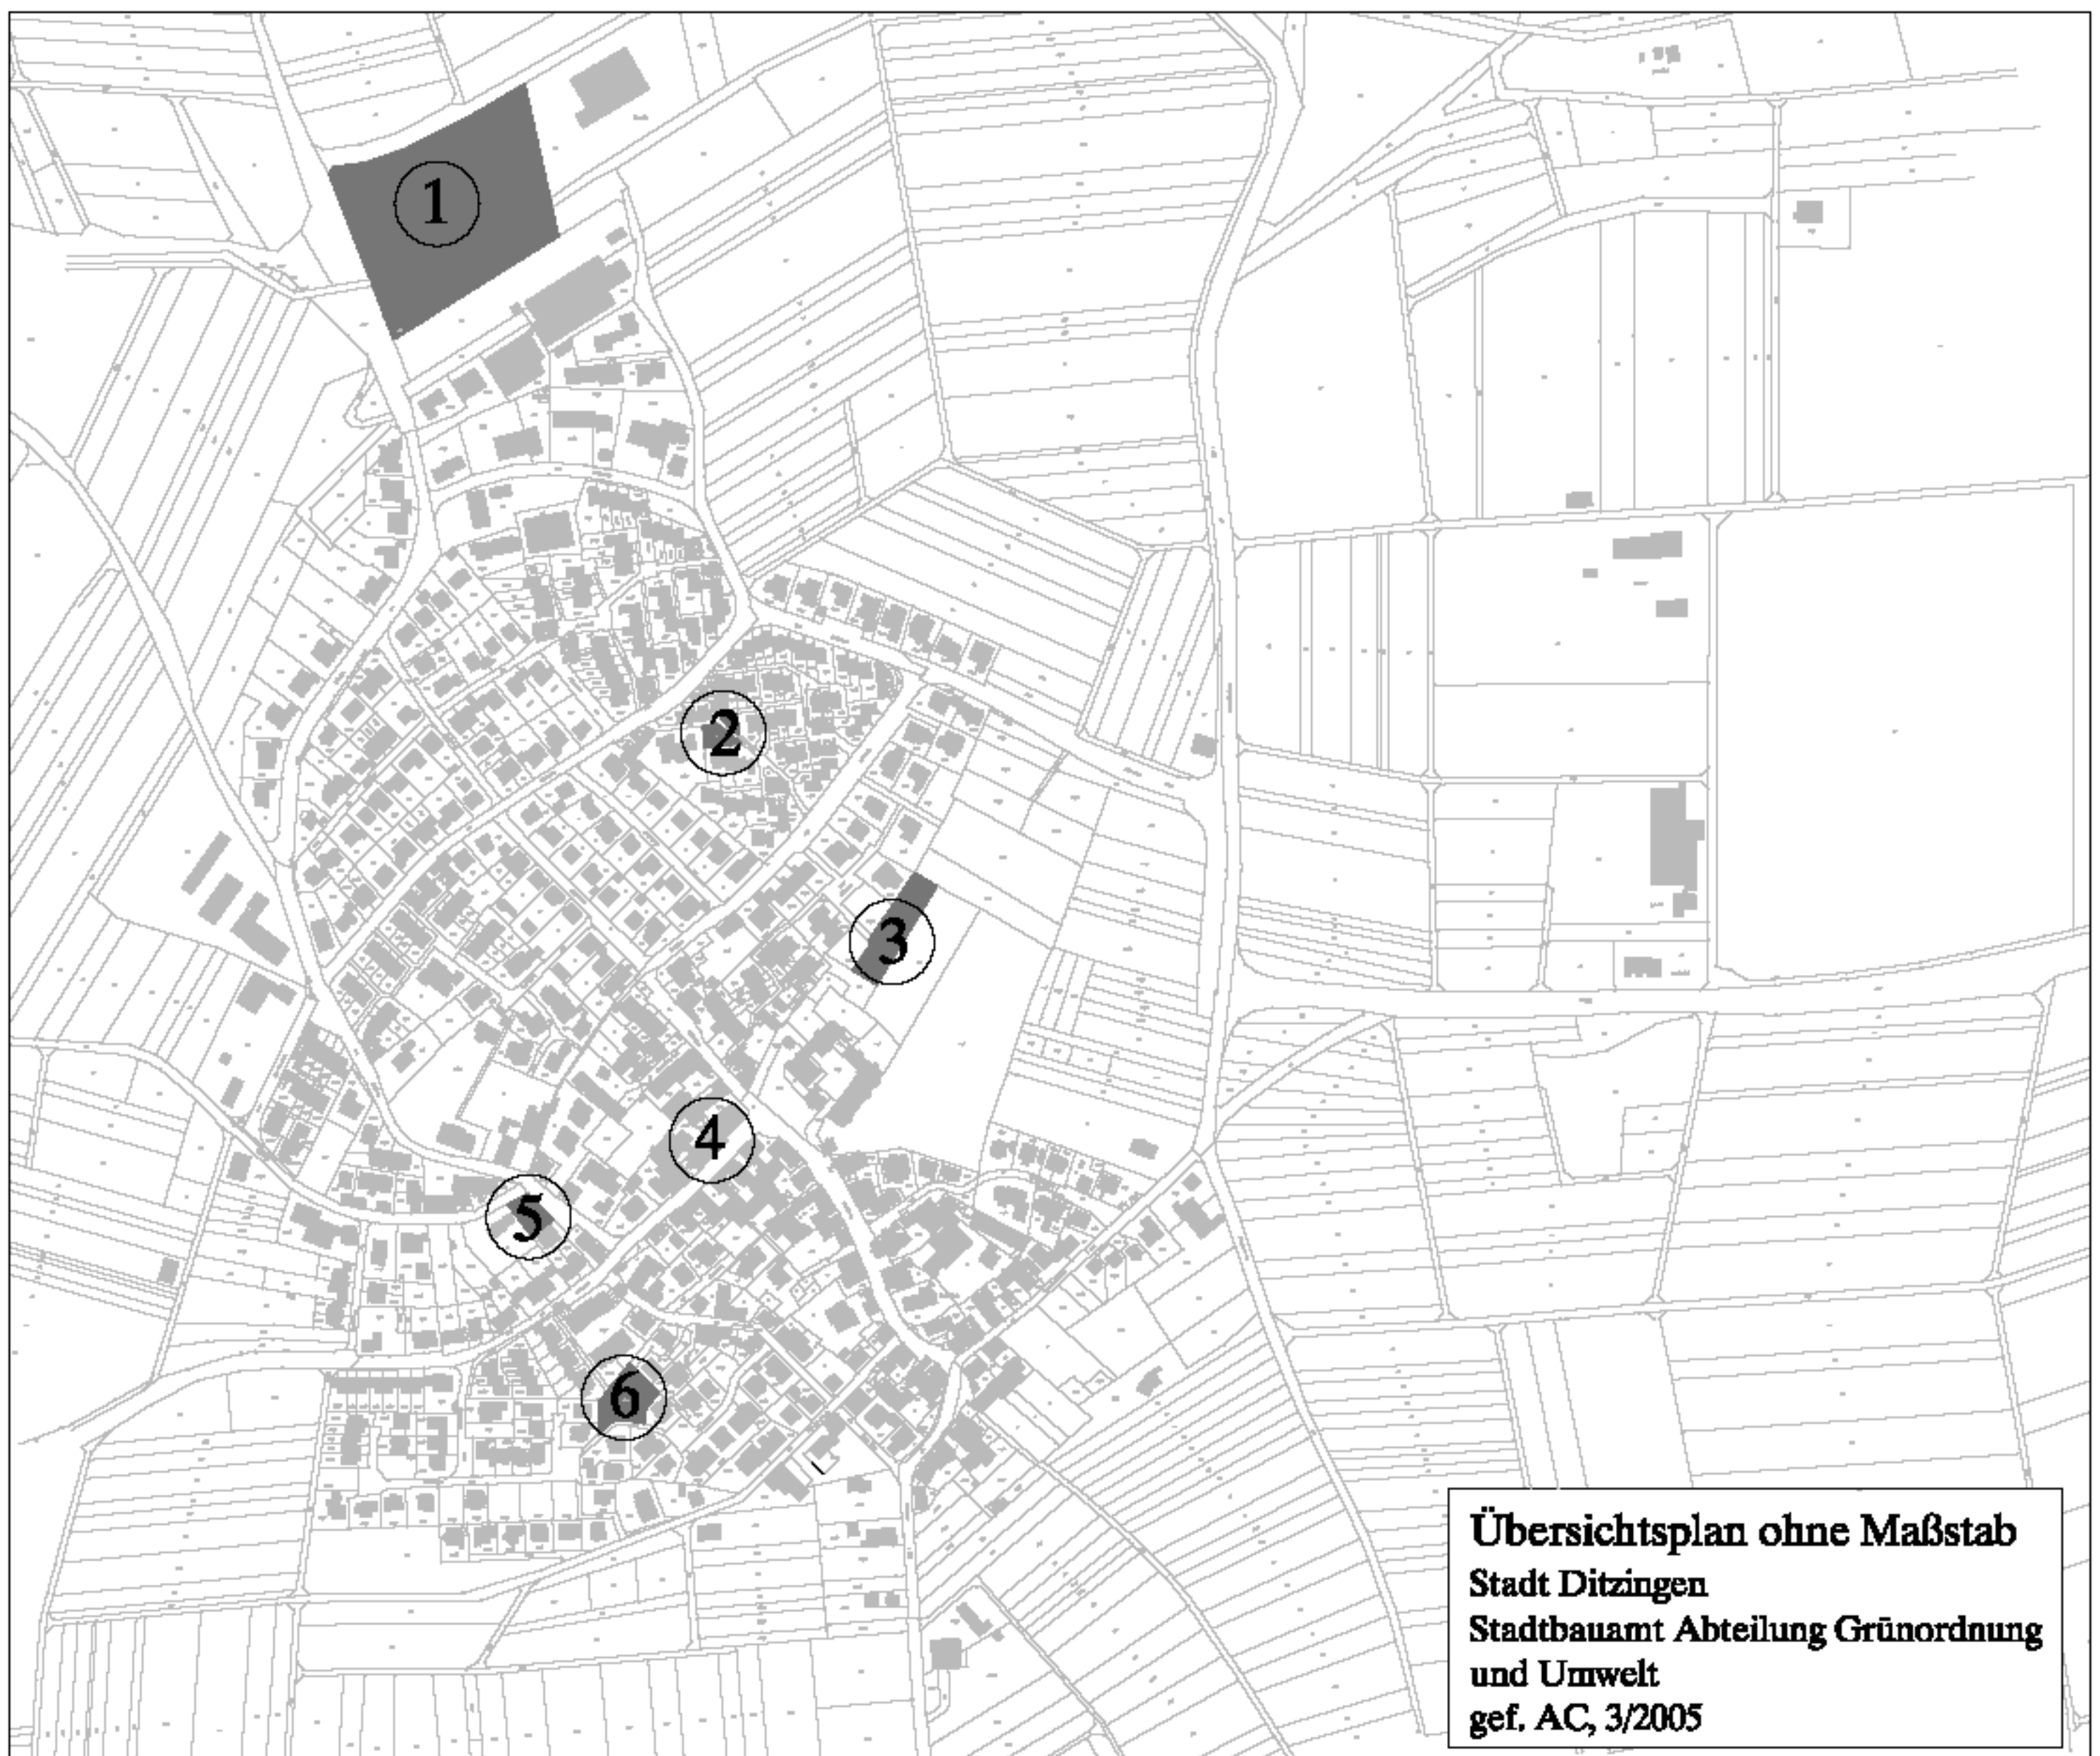 1
2
3
4
5
6
Übersichtsplan ohne Maßstab
Stadt Ditzingen
Stadtbauamt Abteilung Grünordnung
und Umwelt
gef. AC, 3/2005